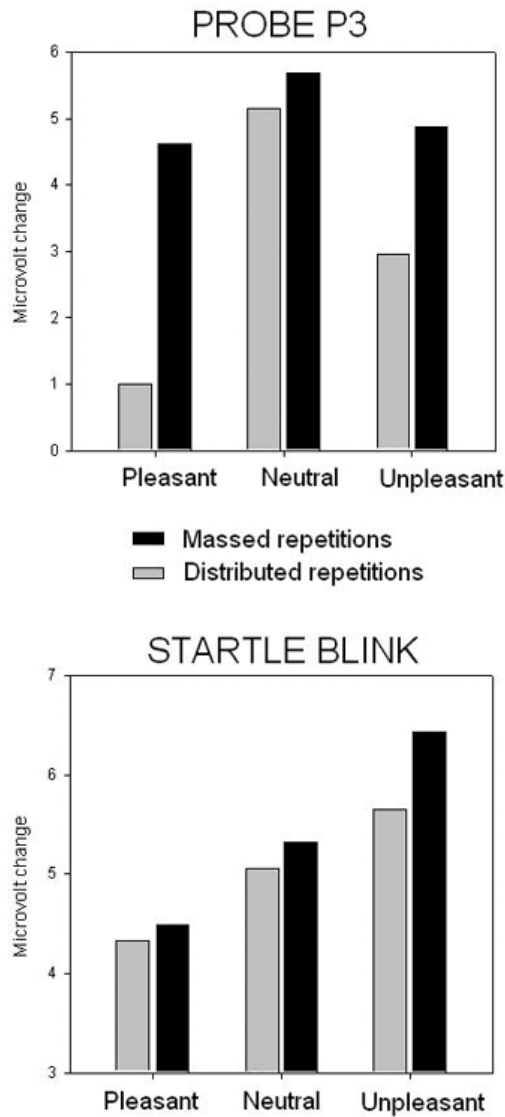 PROBE P3
6
5
4
3
2
1
0
Microvolt change
Pleasant Neutral Unpleasant
Massed repetitions
Distributed repetitions
STARTLE BLINK
7
6
5
4
3
Microvolt change
Pleasant Neutral Unpleasant